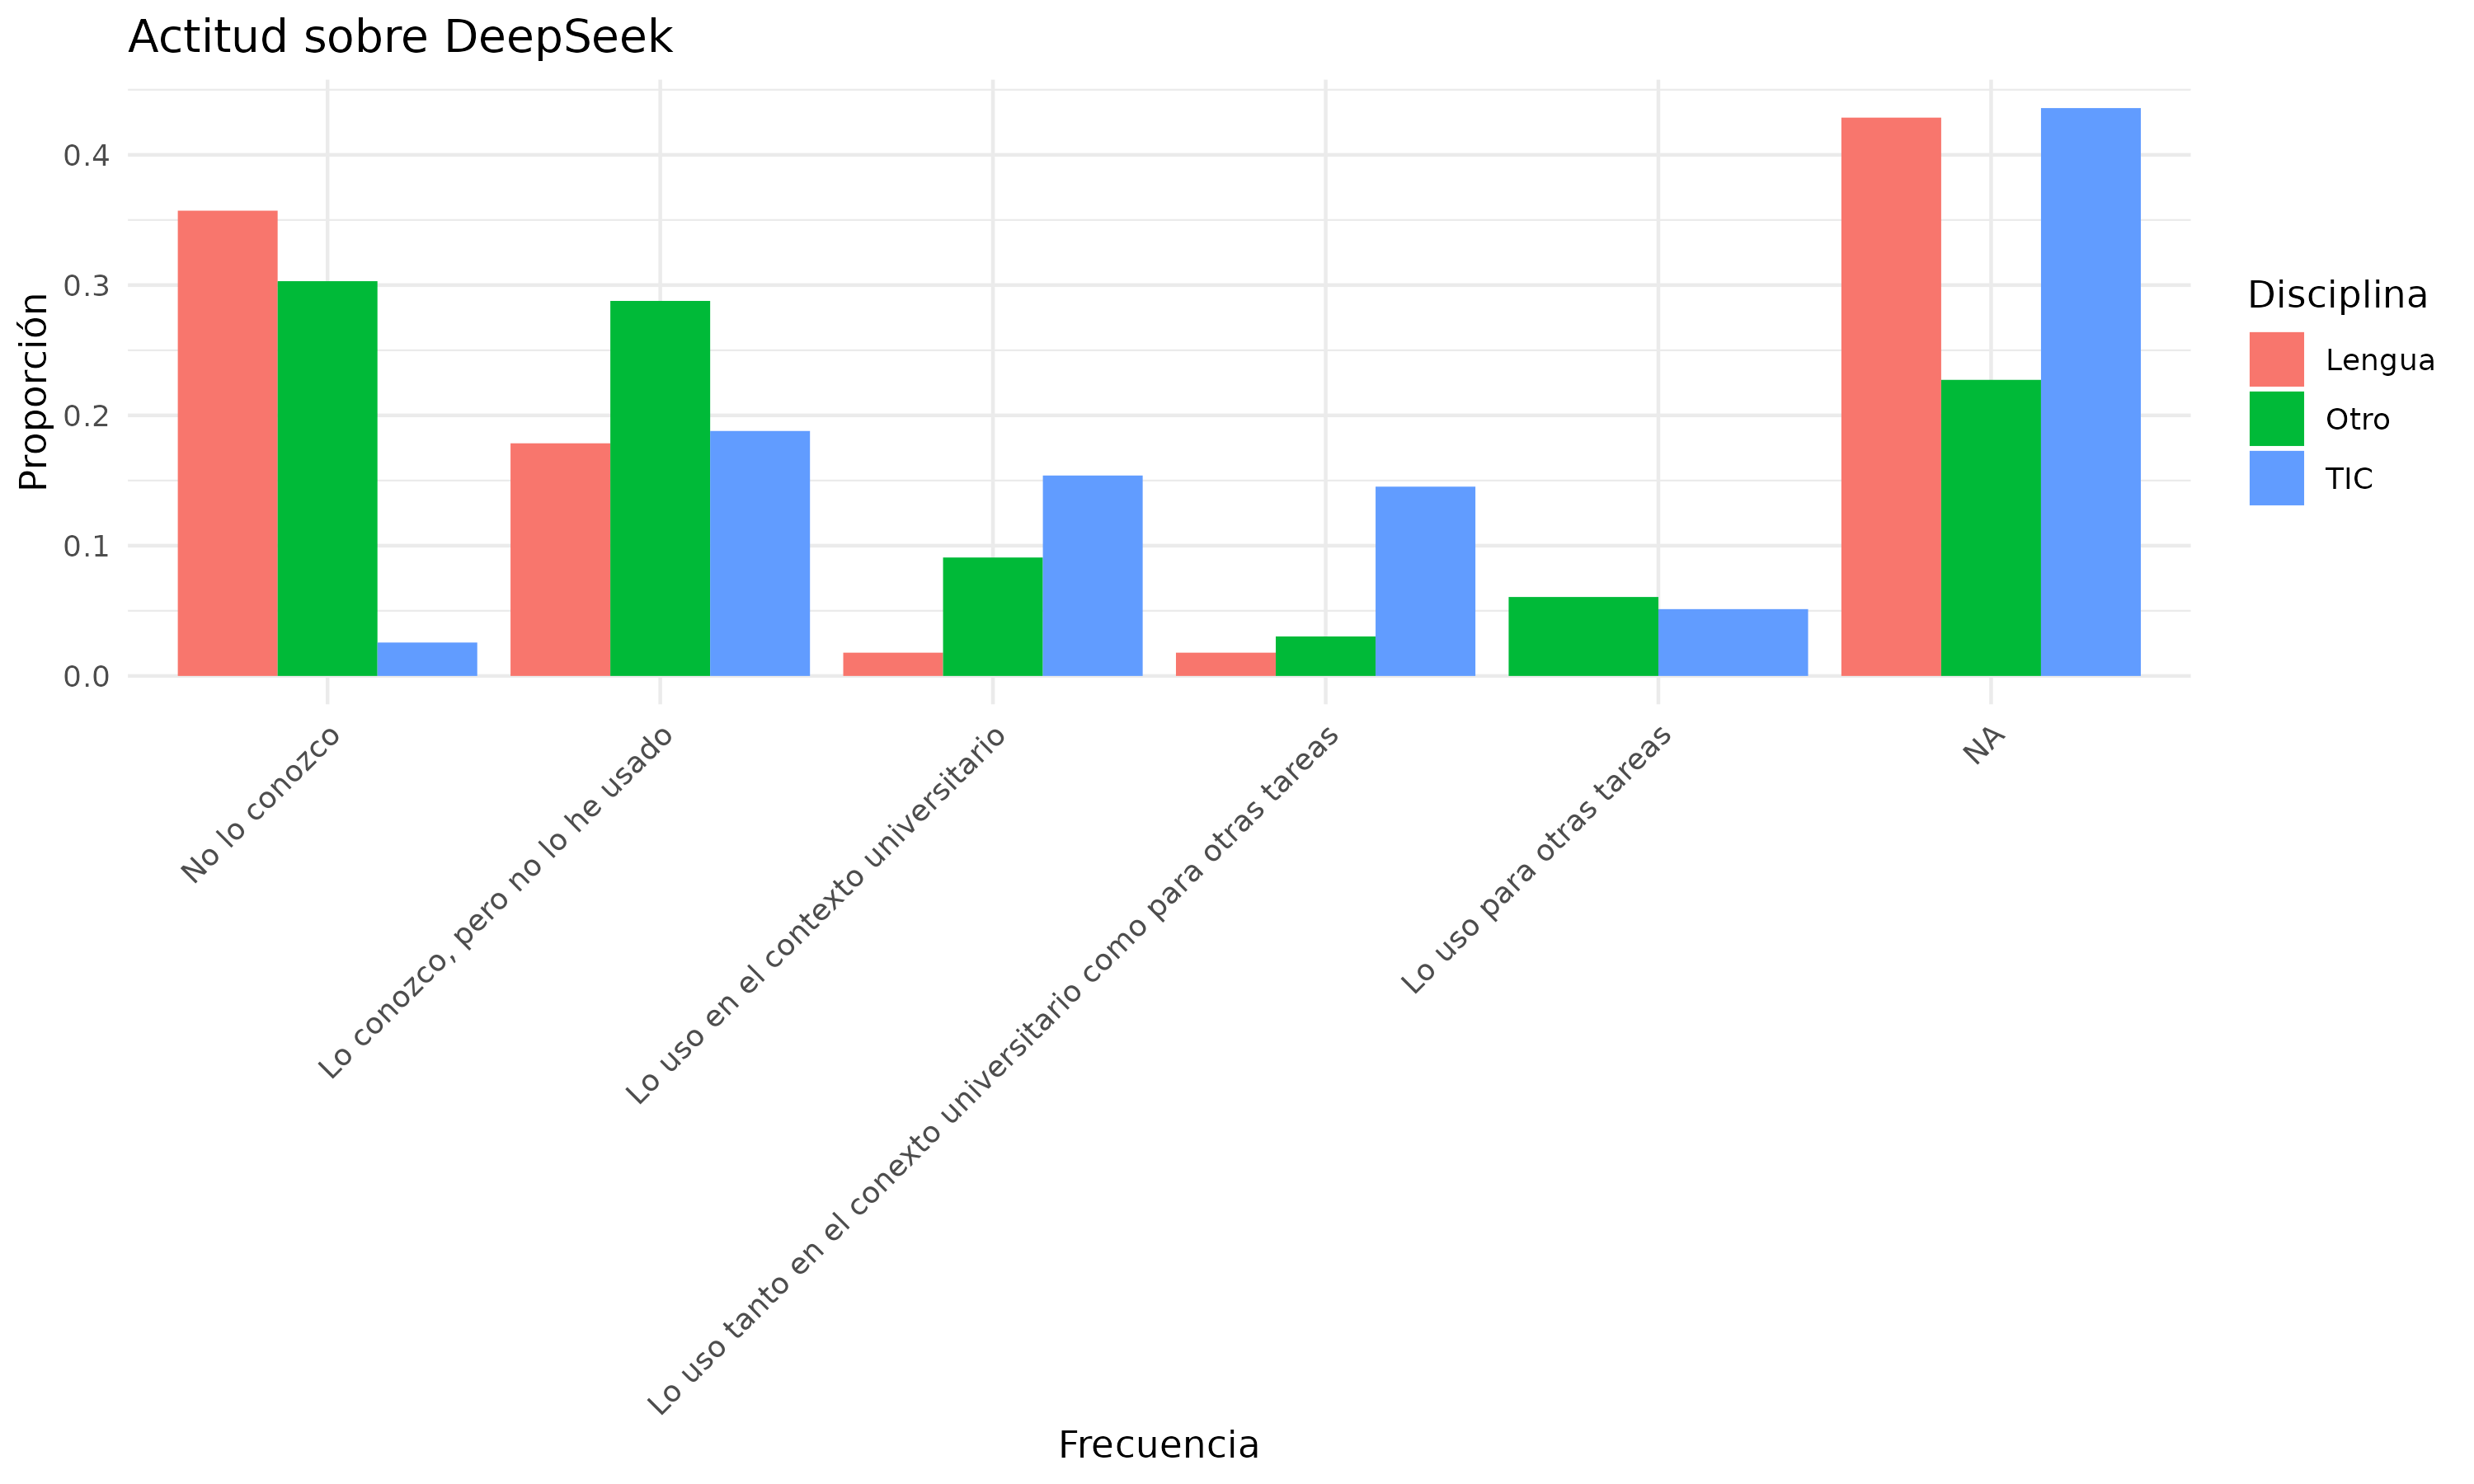 Actitud sobre DeepSeek
Proporción
0.4
0.3
0.2
0.1
0.0
No lo conozco
Lo conozco, pero no lo he usado
Lo uso en el contexto universitario
Lo uso tanto en el conexto universitario como para otras tareas
Lo uso para otras tareas
NA
Frecuencia
Disciplina
Lengua
Otro
TIC